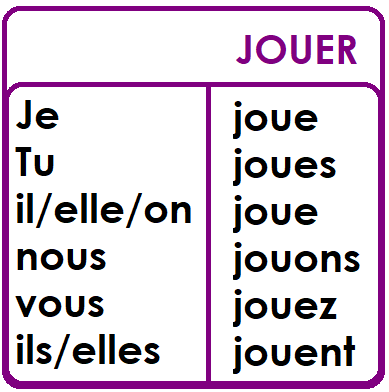 JOUER
Je joue
Tu joues
il/elle/on joue
nous jouons
vous jouez
ils/elles jouent